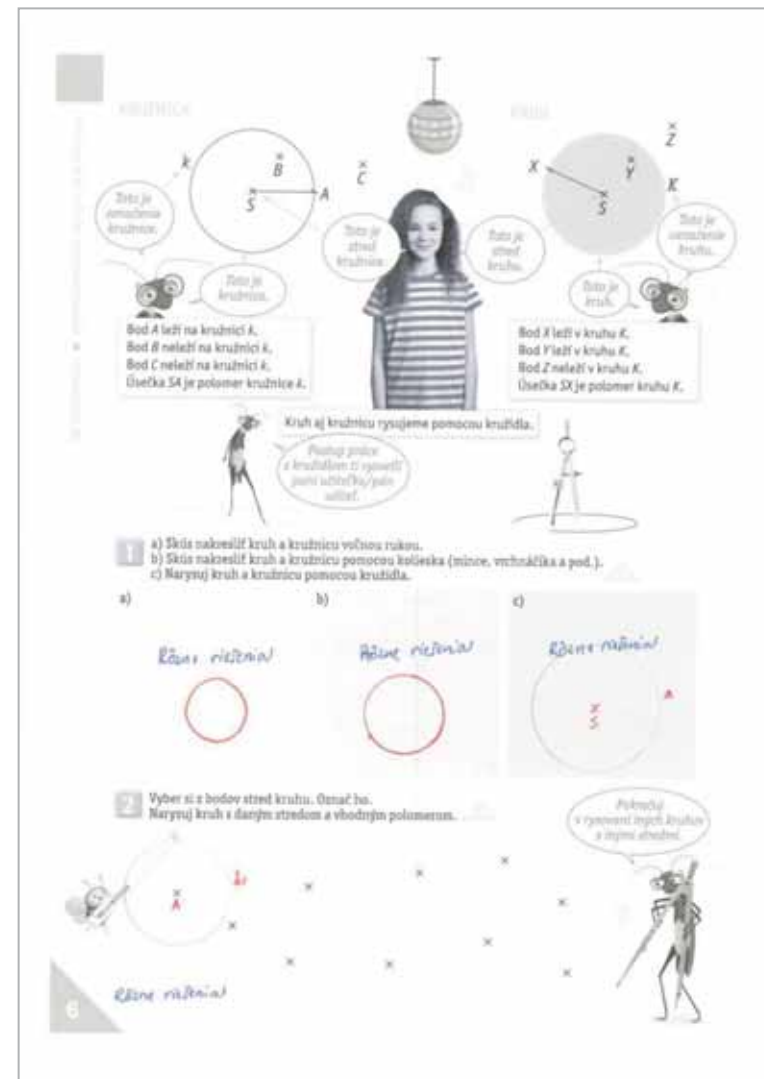 KRUŽNICA
KRUH
k
B
S
A
C
X
Y
S
Z
K
Toto je
označenie
kružnice.
Toto je
stred
kružnice.
Toto je
kružnica.
Toto je
stred
kruhu.
Toto je
kruh.
Toto je
označenie
kruhu.
Bod A leží na kružnici k.
Bod B neleží na kružnici k.
Bod C neleží na kružnici k.
Úsečka SA je polomer kružnice k.
Bod X leží v kruhu K.
Bod Y leží v kruhu K.
Bod Z neleží v kruhu K.
Úsečka SX je polomer kruhu K.
Kruh aj kružnicu rysujeme pomocou kružidla.
Postup práce
s kružidlom ti vysvetlí
pani učiteľka/pán
učiteľ.
1
a) Skús nakresliť kruh a kružnicu voľnou rukou.
b) Skús nakresliť kruh a kružnicu pomocou kolieska (mince, vrchnáčika a pod.).
c) Narysuj kruh a kružnicu pomocou kružidla.
a)
b)
c)
Rôzne riešenia
Rôzne riešenia
Rôzne riešenia
S
A
2
Vyber si z bodov stred kruhu. Označ ho.
Narysuj kruh s daným stredom a vhodným polomerom.
Pokračuj
v rysovaní iných kruhov
s inými stredmi.
A
Rôzne riešenia
6